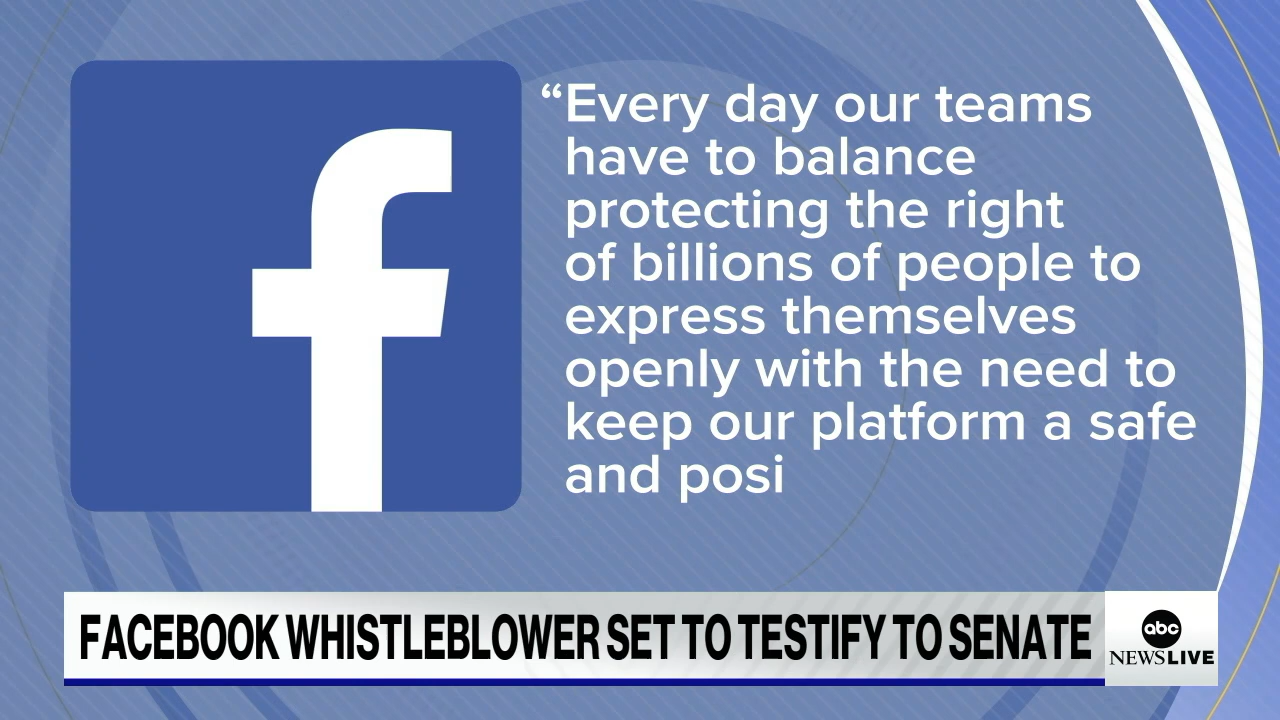 “Every day our teams
have to balance
protecting the right
of billions of people to
express themselves
openly with the need to
keep our platform a safe
and posi
FACEBOOK WHISTLEBLOWER SET TO TESTIFY TO SENATE
abc
NEWS LIVE